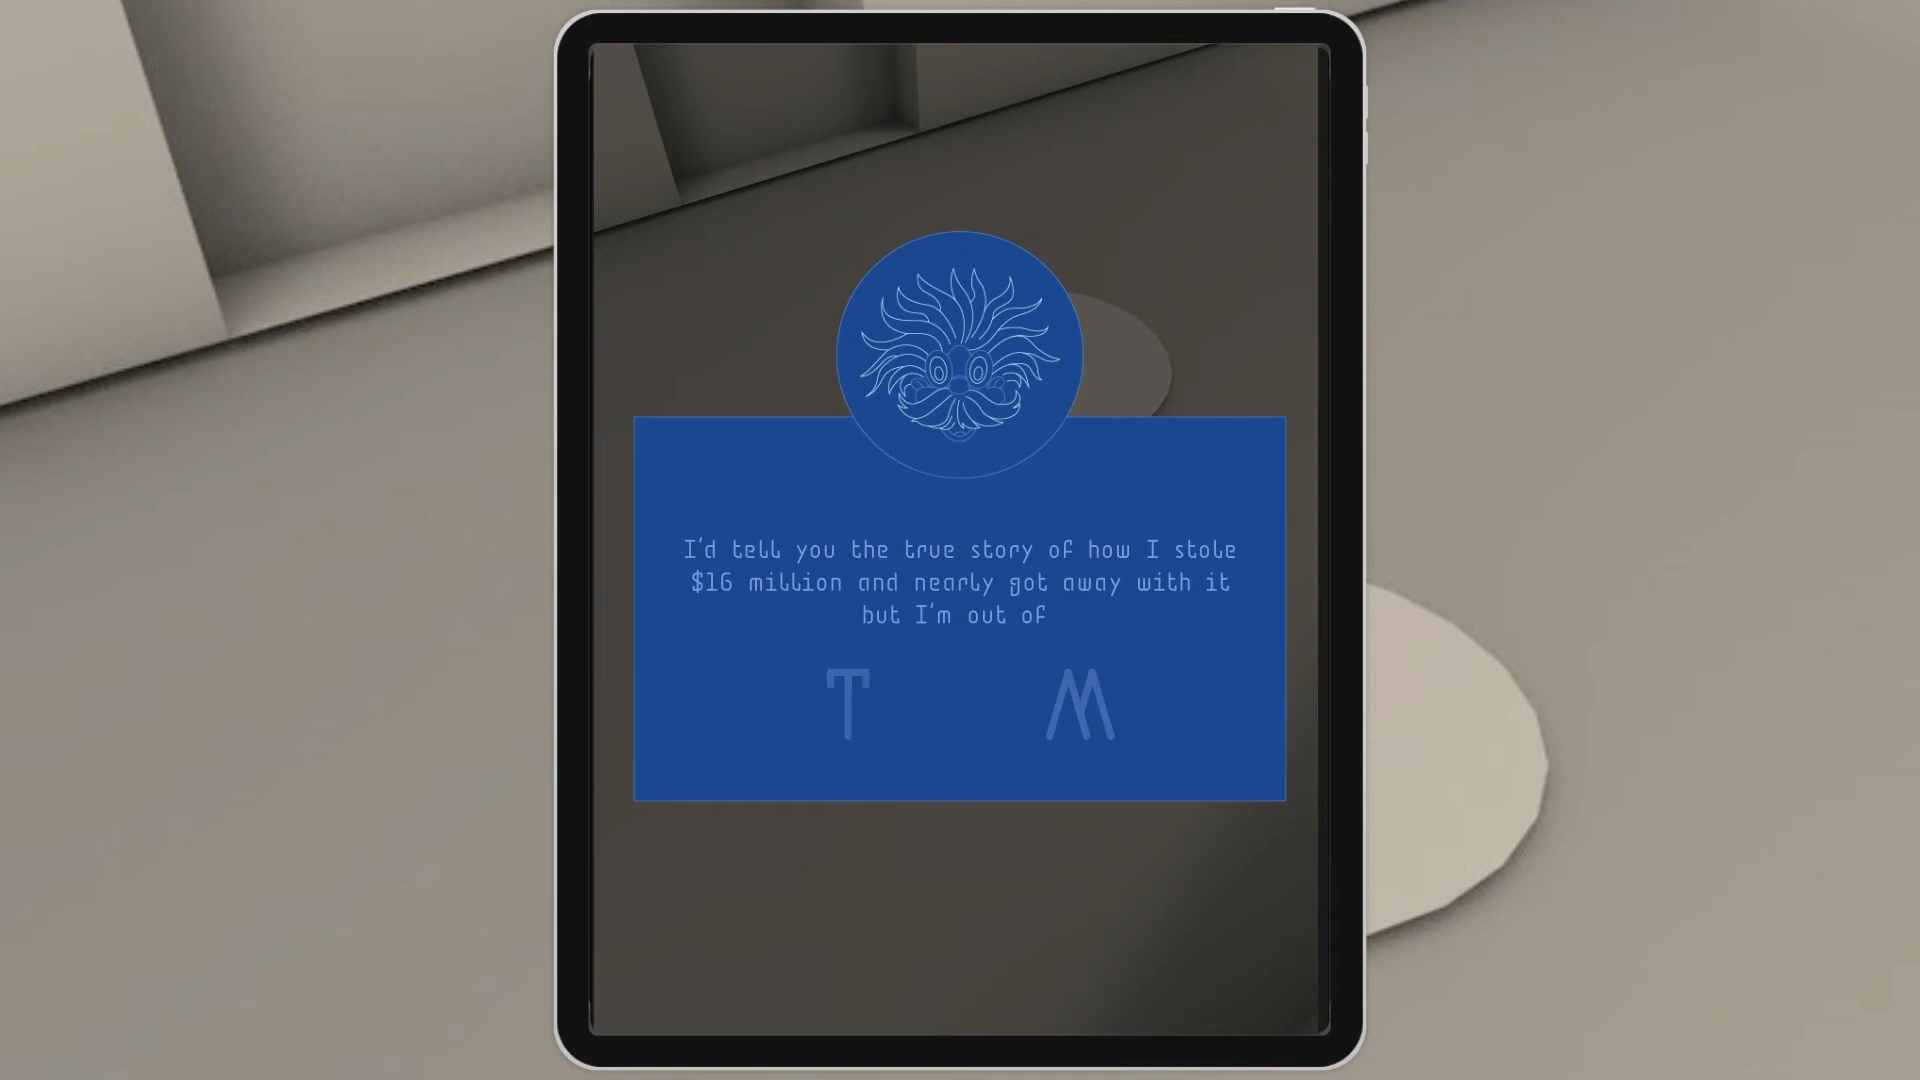 I'd tell you the true story of how I stole
$16 million and nearly got away with it
but I'm out of
T M